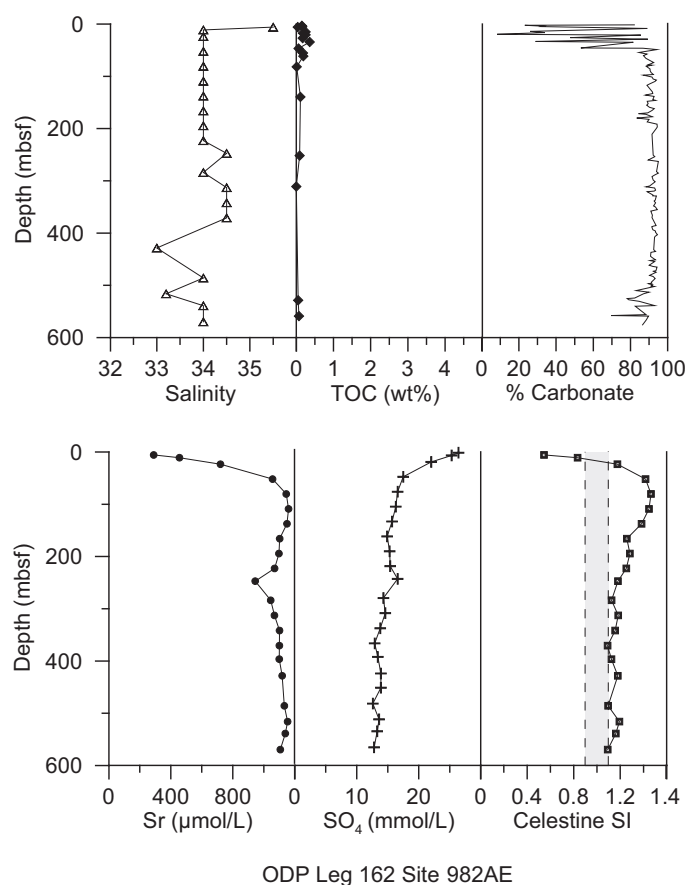 0
200
400
600
Depth (mbsf)
32 33 34 35 0 1 2 3 4 5 0 20 40 60 80 100
Salinity TOC (wt%) % Carbonate
0
200
400
600
Depth (mbsf)
0 400 800 0 10 20 0 0.4 0.8 1.2 1.4
Sr (µmol/L) SO4 (mmol/L) Celestine SI
ODP Leg 162 Site 982AE